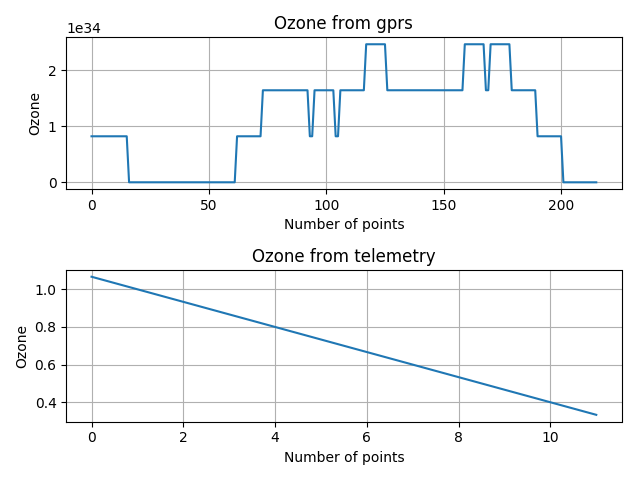 Ozone from gprs
1e34
2
1
0
Ozone
0 50 100 150 200
Number of points
Ozone from telemetry
1.0
0.8
0.6
0.4
Ozone
0 2 4 6 8 10
Number of points